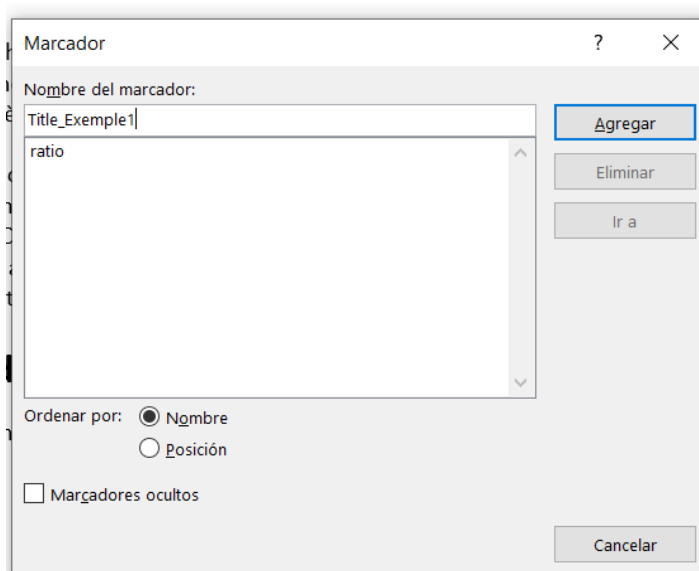 Marcador
?
Nombre del marcador:
Title_Exemple1
Agregar
ratio
Eliminar
Ir a
Ordenar por:
Nombre
Posición
Marcadores ocultos
Cancelar